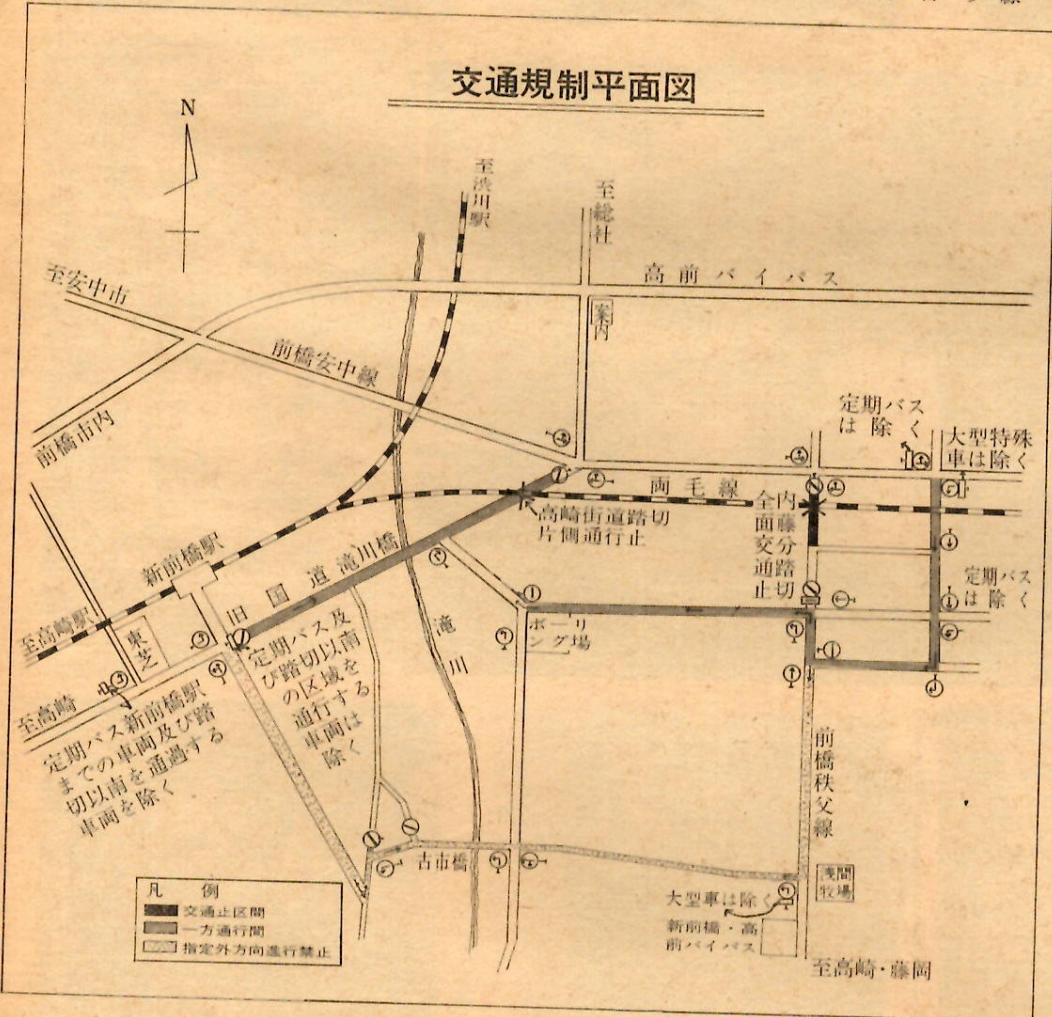 線
交通規制平面図
N
至渋川駅
至総社
至安中市
高前バイパス
案内
前橋安中線
前橋市内
定期バス
は除く
大型特殊
車は除く
両毛線
高崎街道踏切
片側通行止
内藤分踏切
全面交通止
新前橋駅
旧国道滝川橋
滝川
定期バス
は除く
至高崎駅
東芝
ボーリ
ング場
定期バス及
び踏切以南
の区域を
通行する
車両は
除く
至高崎
定期バス新前橋駅
までの車両及び踏
切以南を通過する
車両を除く
前橋秩父線
古市橋
浅間
牧場
大型車は除く
新前橋・高
前バイパス
至高崎・藤岡
凡例
交通止区間
一方通行間
指定外方向進行禁止